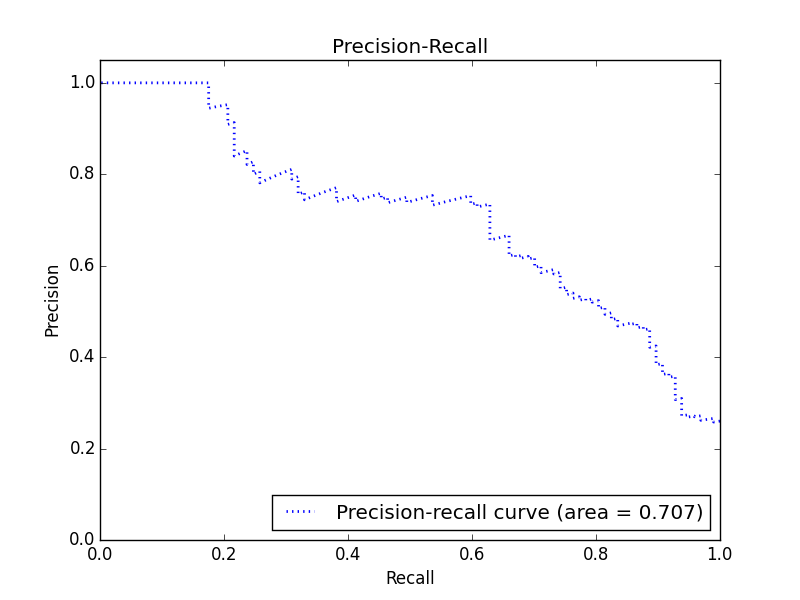 Precision-Recall
1.0
0.8
0.6
0.4
0.2
0.0
Precision
Precision-recall curve (area = 0.707)
0.0 0.2 0.4 0.6 0.8 1.0
Recall